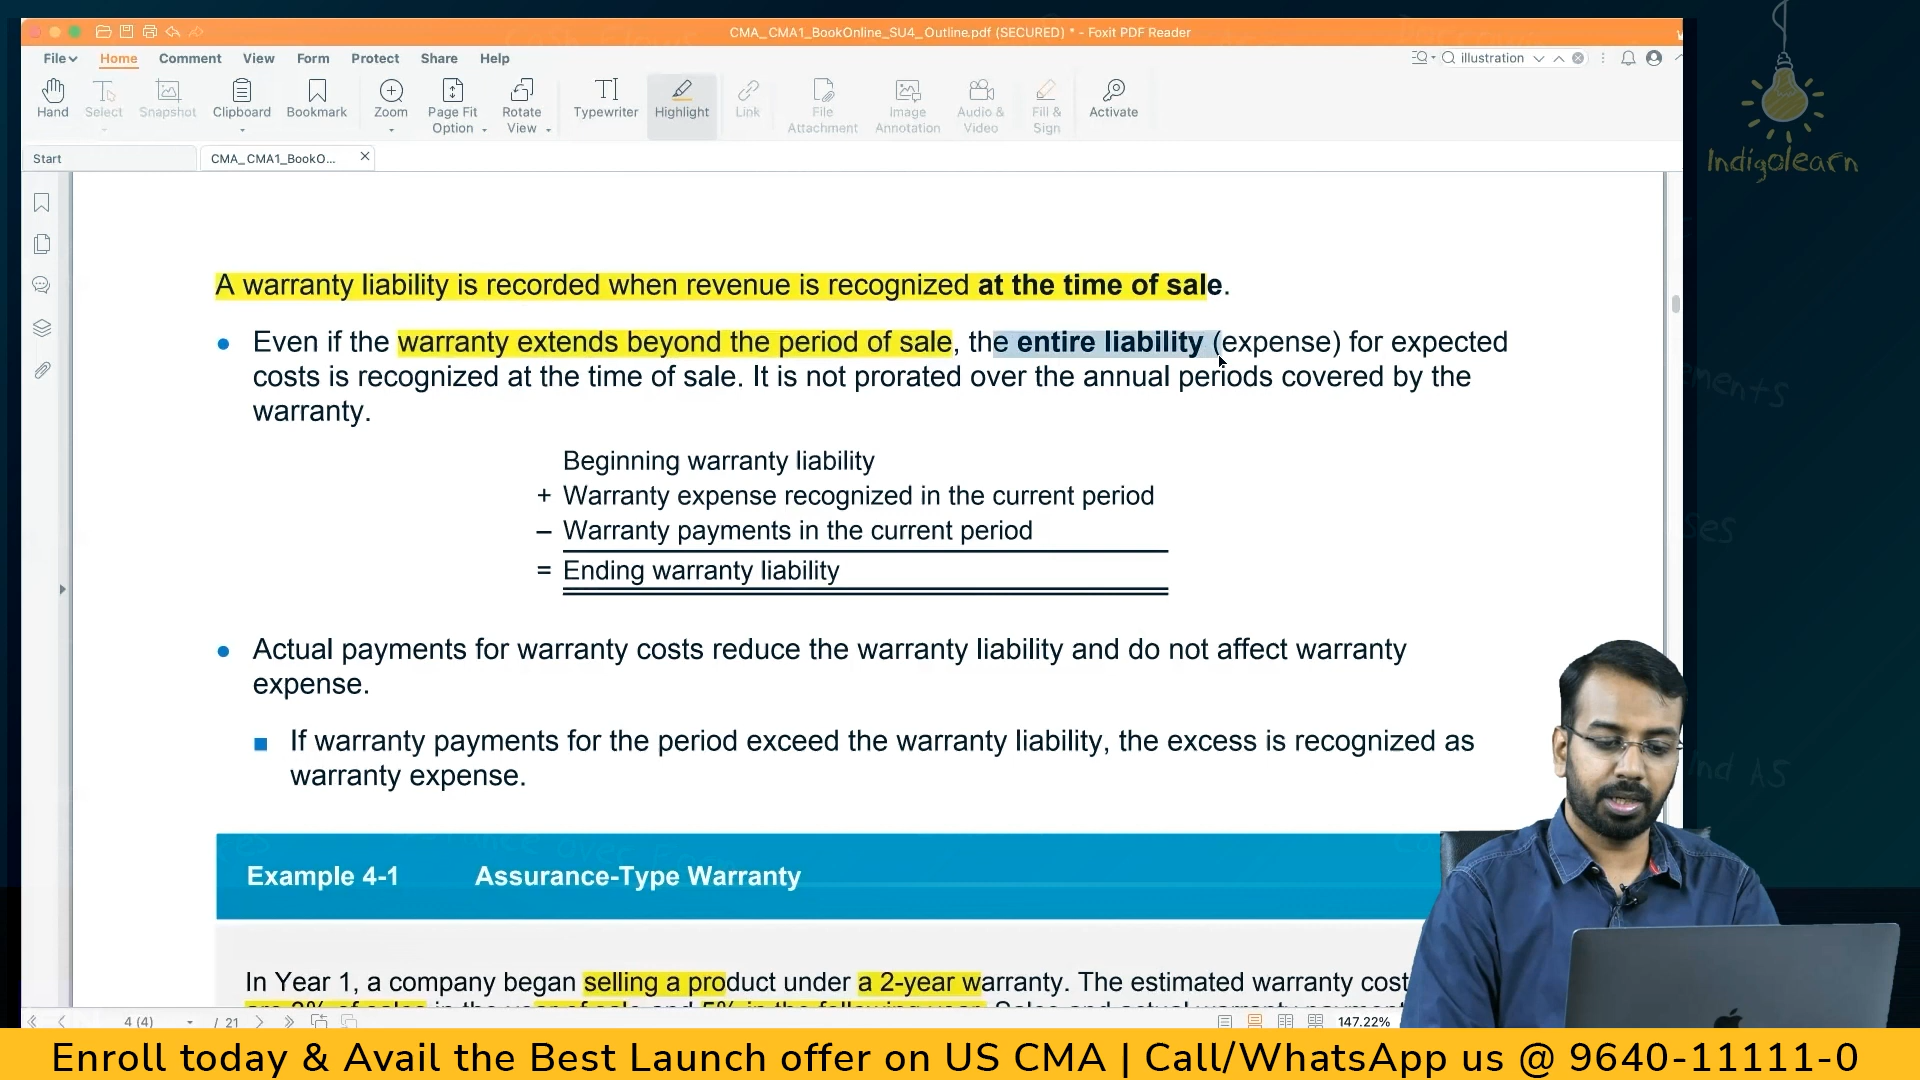 CMA_CMA1_BookOnline_SU4_Outline.pdf (SECURED) * - Foxit PDF Reader
File Home Comment View Form Protect Share Help illustration
Hand Select Snapshot Clipboard Bookmark Zoom Page Fit Option Rotate View Typewriter Highlight Link File Attachment Image Annotation Audio & Video Fill & Sign Activate
Indigolearn
Start CMA_CMA1_BookO...
A warranty liability is recorded when revenue is recognized at the time of sale.
• Even if the warranty extends beyond the period of sale, the entire liability (expense) for expected
costs is recognized at the time of sale. It is not prorated over the annual periods covered by the
warranty.
Beginning warranty liability
+ Warranty expense recognized in the current period
– Warranty payments in the current period
= Ending warranty liability
• Actual payments for warranty costs reduce the warranty liability and do not affect warranty
expense.
■ If warranty payments for the period exceed the warranty liability, the excess is recognized as
warranty expense.
Example 4-1 Assurance-Type Warranty
In Year 1, a company began selling a product under a 2-year warranty. The estimated warranty cost
4 (4) / 21 147.22%
Ind AS
Enroll today & Avail the Best Launch offer on US CMA | Call/WhatsApp us @ 9640-11111-0